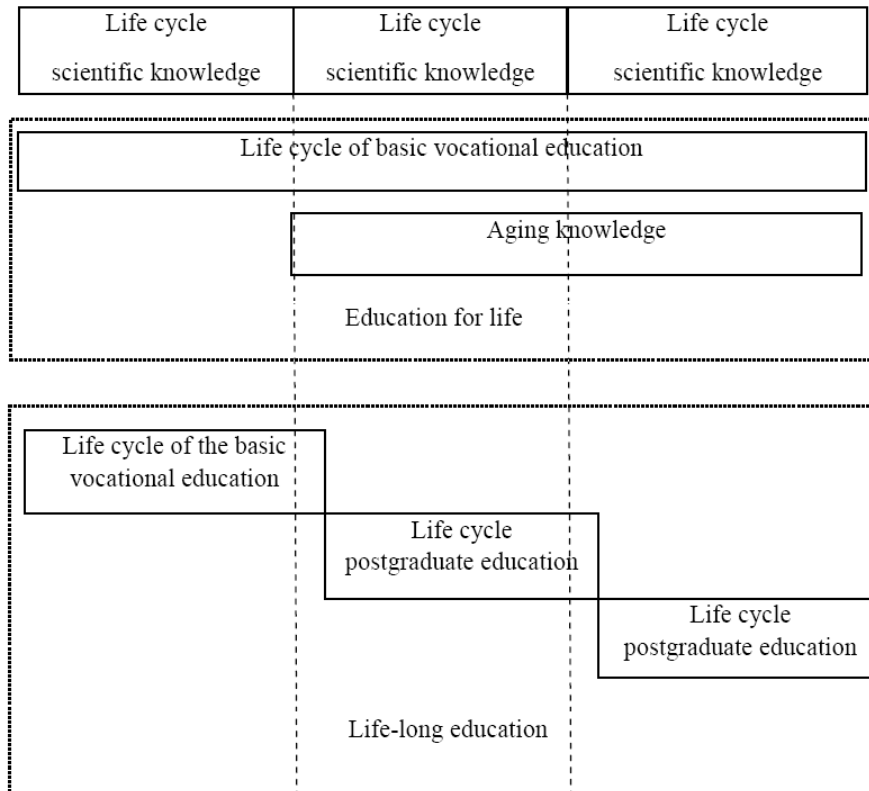 Life cycle
scientific knowledge
Life cycle
scientific knowledge
Life cycle
scientific knowledge
Life cycle of basic vocational education
Aging knowledge
Education for life
Life cycle of the basic
vocational education
Life cycle
postgraduate education
Life cycle
postgraduate education
Life-long education